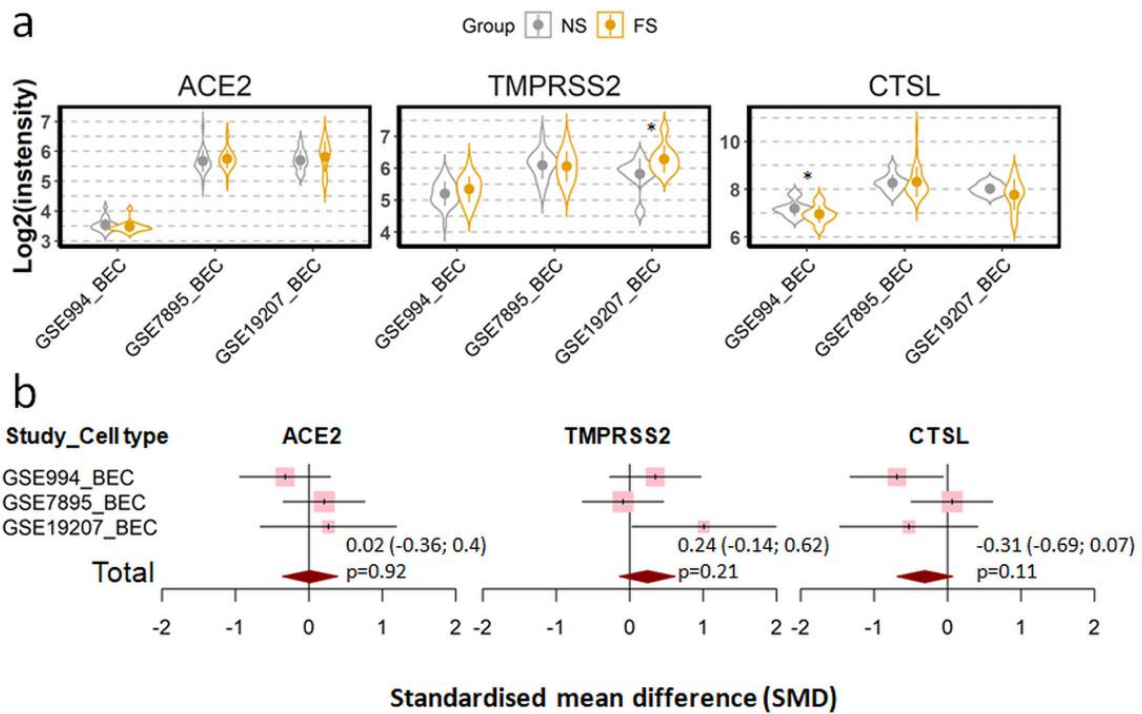 a
Group NS FS
ACE2 TMPRSS2 CTSL
Log2(instensity)
7
6
5
4
3
7
6
5
4
10
8
6
*
*
GSE994_BEC GSE7895_BEC GSE19207_BEC GSE994_BEC GSE7895_BEC GSE19207_BEC GSE994_BEC GSE7895_BEC GSE19207_BEC
b
Study_Cell type ACE2 TMPRSS2 CTSL
GSE994_BEC
GSE7895_BEC
GSE19207_BEC
0.02 (-0.36; 0.4) 0.24 (-0.14; 0.62) -0.31 (-0.69; 0.07)
Total p=0.92 p=0.21 p=0.11
-2 -1 0 1 2 -2 -1 0 1 2 -2 -1 0 1 2
Standardised mean difference (SMD)